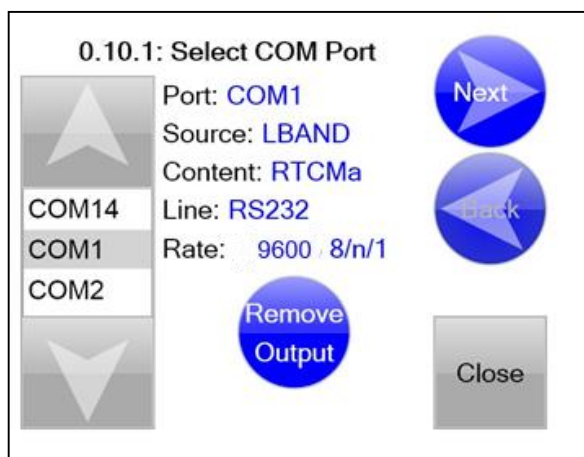 0.10.1: Select COM Port
Port: COM1
Source: LBAND
Content: RTCMa
Line: RS232
Rate: 9600 8/n/1
COM14
COM1
COM2
Remove
Output
Next
Back
Close